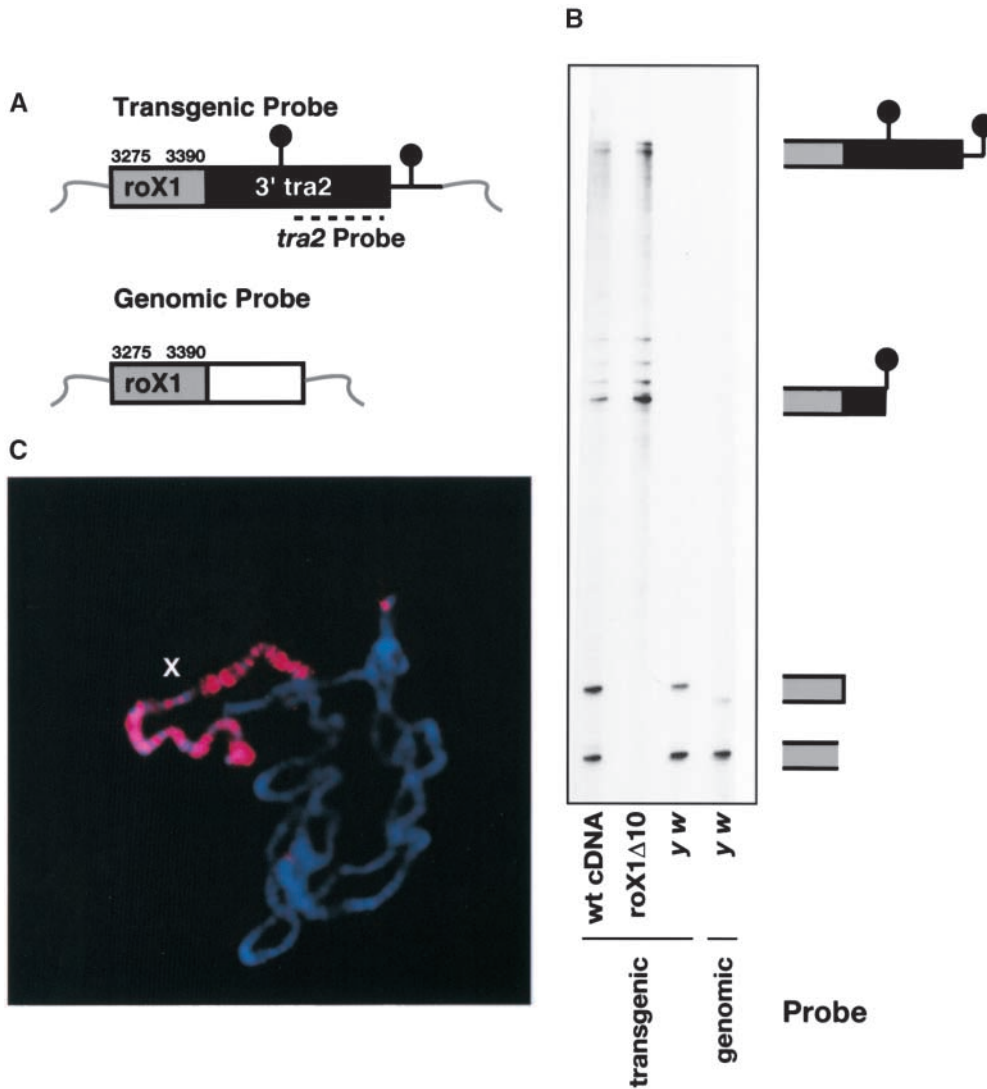 A
Transgenic Probe
3275 3390
roX1
3' tra2
tra2 Probe
Genomic Probe
3275 3390
roX1
B
wt cDNA
roX1Δ10
y w
y w
transgenic
genomic
Probe
C
X